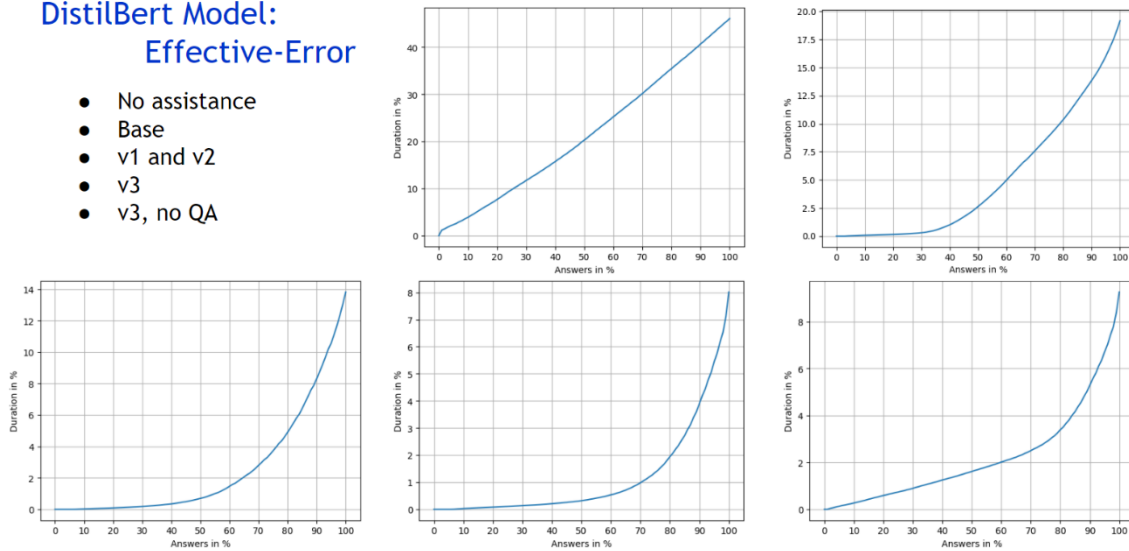 DistilBert Model:
Effective-Error
● No assistance
● Base
● v1 and v2
● v3
● v3, no QA
Duration in %
40
30
20
10
0
0 10 20 30 40 50 60 70 80 90 100
Answers in %
Duration in %
20.0
17.5
15.0
12.5
10.0
7.5
5.0
2.5
0.0
0 10 20 30 40 50 60 70 80 90 100
Answers in %
Duration in %
14
12
10
8
6
4
2
0
0 10 20 30 40 50 60 70 80 90 100
Answers in %
Duration in %
8
7
6
5
4
3
2
1
0
0 10 20 30 40 50 60 70 80 90 100
Answers in %
Duration in %
8
6
4
2
0
0 10 20 30 40 50 60 70 80 90 100
Answers in %